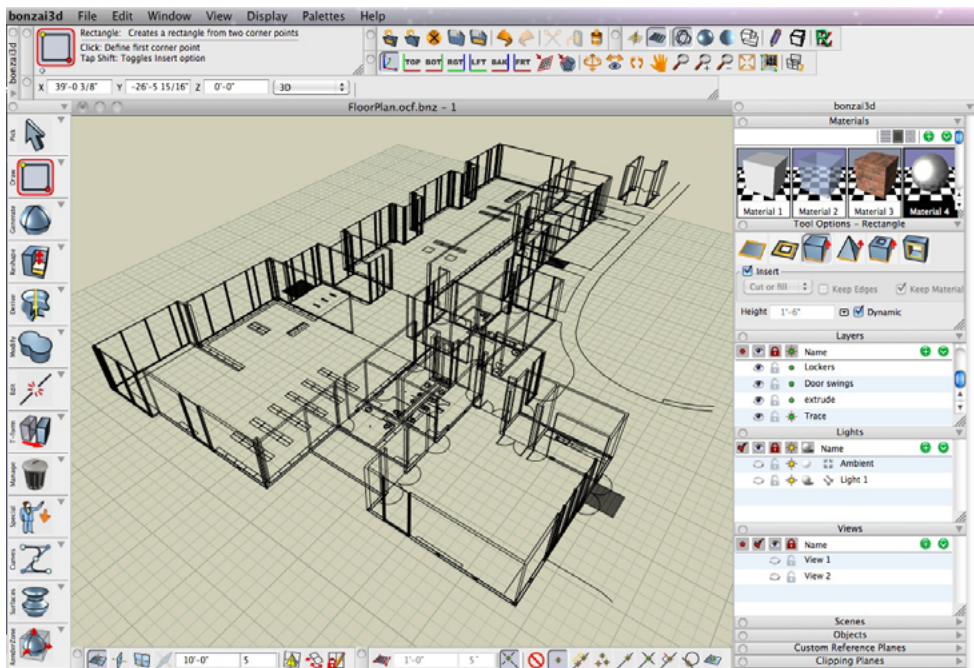 bonzai3d File Edit Window View Display Palettes Help
bonzai3d
Rectangle: Creates a rectangle from two corner points
Click: Define first corner point
Tap Shift: Toggles Insert option
TOP BOT RGT LFT BAK FRT
X 39'-0 3/8" Y -26'-5 15/16" Z 0'-0" 3D
FloorPlan.ocf.bnz - 1
Pick
Draw
Generate
Reshape
Derive
Modify
Edit
T-Form
Manage
Special
Curves
Surfaces
RenderZone
bonzai3d
Materials
Material 1 Material 2 Material 3 Material 4
Tool Options - Rectangle
Insert
Cut or fill Keep Edges Keep Material
Height 1'-6" Dynamic
Layers
Name
Lockers
Door swings
extrude
Trace
Lights
Name
Ambient
Light 1
Views
Name
View 1
View 2
Scenes
Objects
Custom Reference Planes
Clipping Planes
10'-0" 5 1'-0" 5